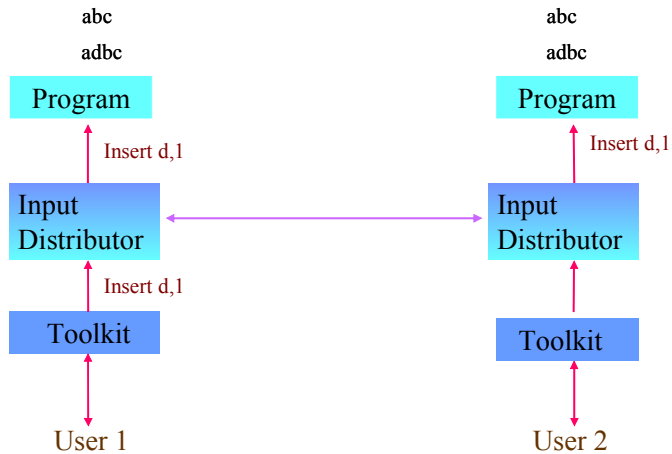 abc
adbc
Program
Insert d,1
Input
Distributor
Insert d,1
Toolkit
User 1
abc
adbc
Program
Insert d,1
Input
Distributor
Toolkit
User 2